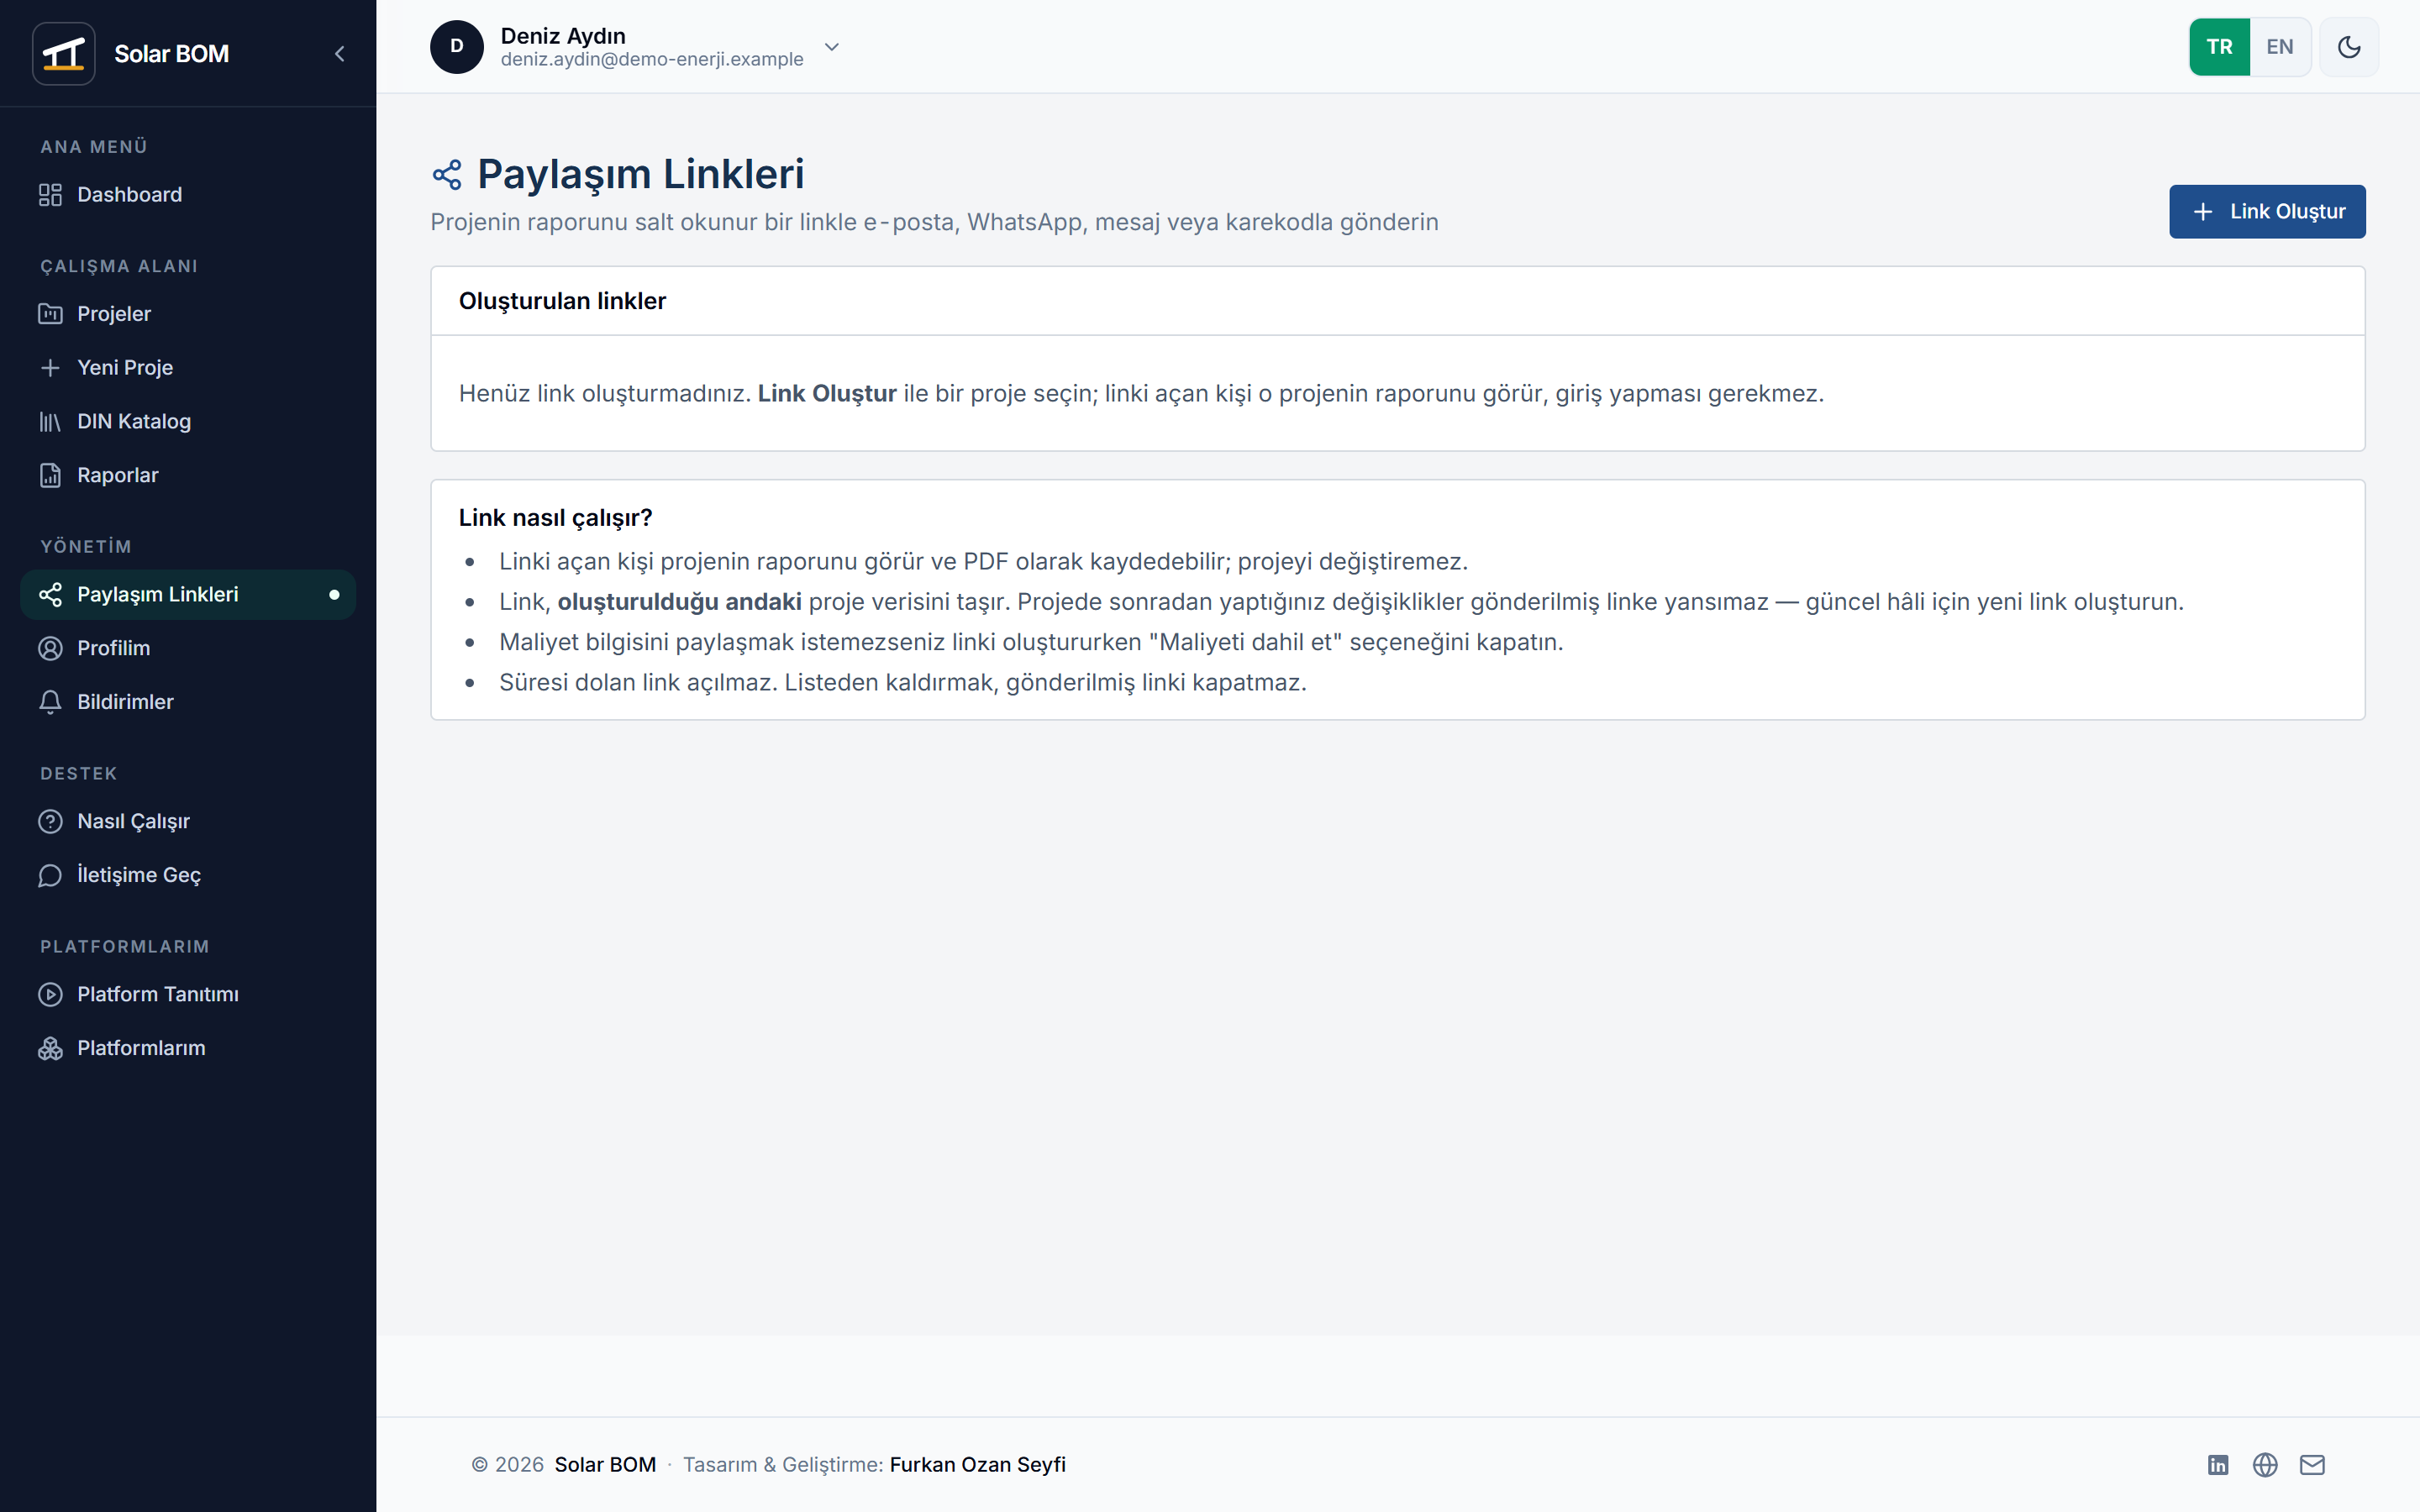 Solar BOM
ANA MENÜ
Dashboard
ÇALIŞMA ALANI
Projeler
Yeni Proje
DIN Katalog
Raporlar
YÖNETİM
Paylaşım Linkleri
Profilim
Bildirimler
DESTEK
Nasıl Çalışır
İletişime Geç
PLATFORMLARIM
Platform Tanıtımı
Platformlarım
D
Deniz Aydın
deniz.aydin@demo-enerji.example
TR
EN
Paylaşım Linkleri
Projenin raporunu salt okunur bir linkle e-posta, WhatsApp, mesaj veya karekodla gönderin
Link Oluştur
Oluşturulan linkler
Henüz link oluşturmadınız. Link Oluştur ile bir proje seçin; linki açan kişi o projenin raporunu görür, giriş yapması gerekmez.
Link nasıl çalışır?
• Linki açan kişi projenin raporunu görür ve PDF olarak kaydedebilir; projeyi değiştiremez.
• Link, oluşturulduğu andaki proje verisini taşır. Projede sonradan yaptığınız değişiklikler gönderilmiş linke yansımaz — güncel hâli için yeni link oluşturun.
• Maliyet bilgisini paylaşmak istemezseniz linki oluştururken "Maliyeti dahil et" seçeneğini kapatın.
• Süresi dolan link açılmaz. Listeden kaldırmak, gönderilmiş linki kapatmaz.
© 2026 Solar BOM · Tasarım & Geliştirme: Furkan Ozan Seyfi
in